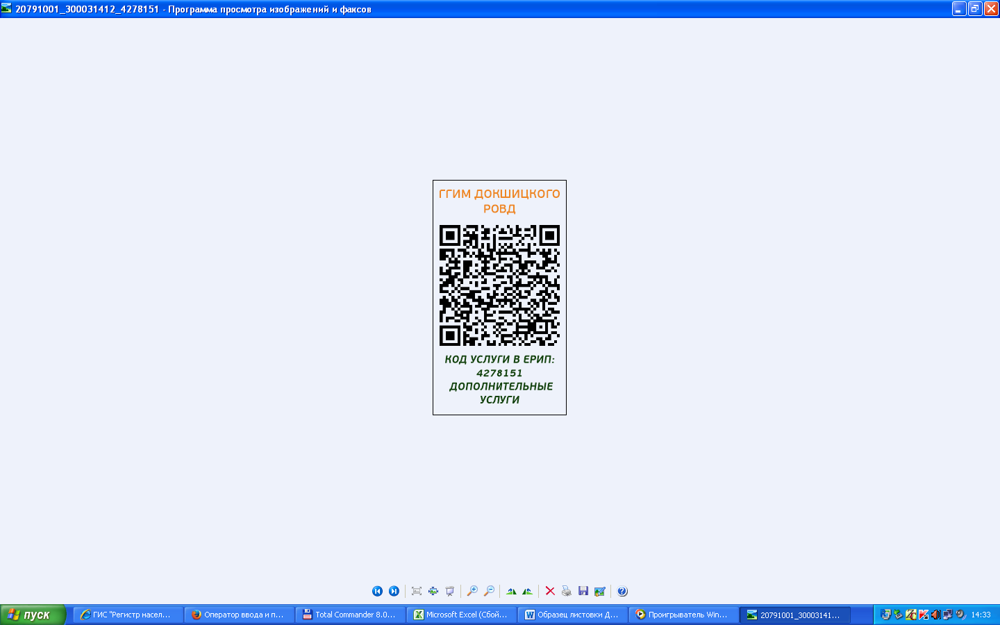 20791001_300031412_4278151 - Программа просмотра изображений и факсов
ГГИМ ДОКШИЦКОГО
РОВД
КОД УСЛУГИ В ЕРИП:
4278151
ДОПОЛНИТЕЛЬНЫЕ
УСЛУГИ
пуск
ГИС "Регистр насел...
Оператор ввода и п...
Total Commander 8.0...
Microsoft Excel (Сбой...
Образец листовки Д...
Проигрыватель Win...
20791001_30003141...
14:33